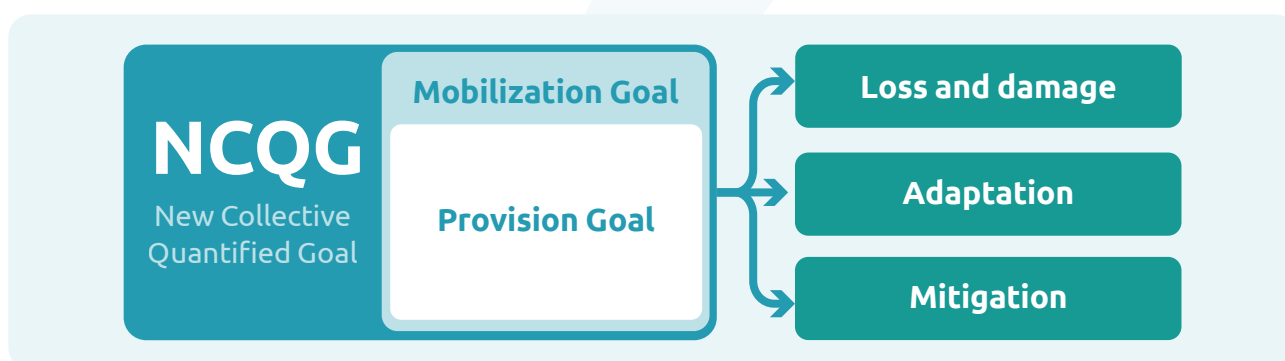 NCQG
New Collective
Quantified Goal
Mobilization Goal
Provision Goal
Loss and damage
Adaptation
Mitigation